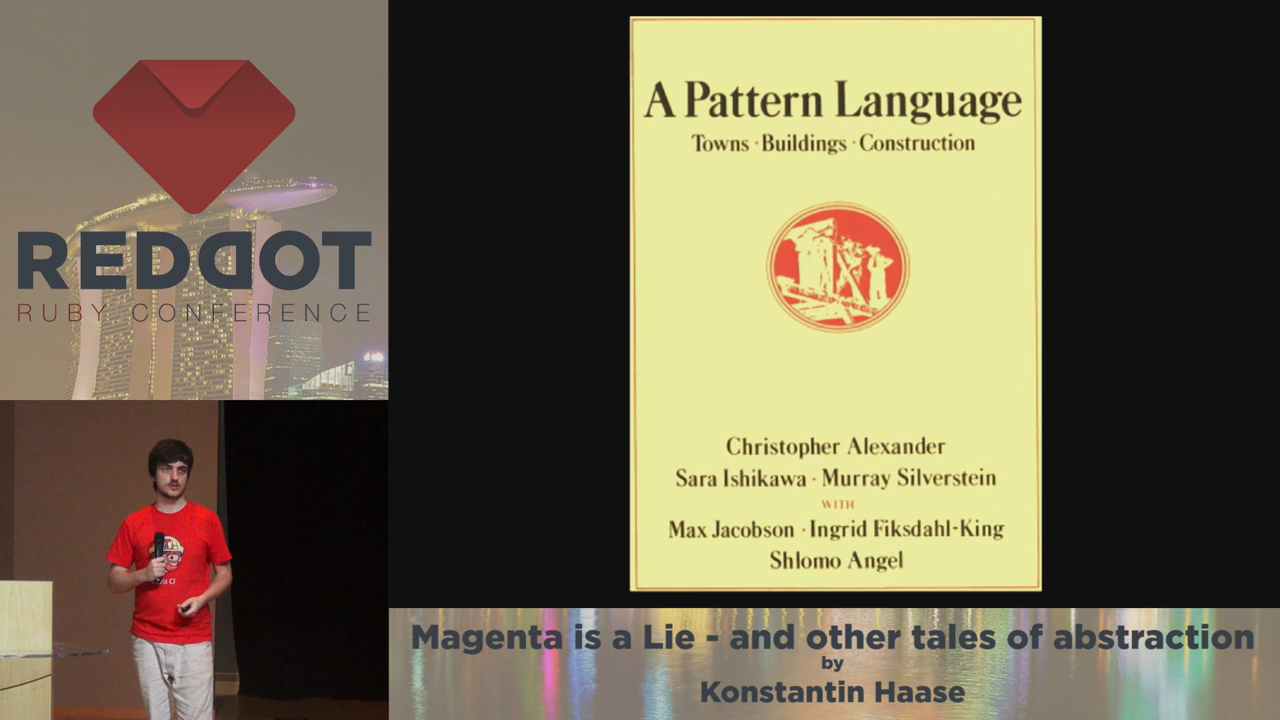 REDDOT
RUBY CONFERENCE
A Pattern Language
Towns · Buildings · Construction
Christopher Alexander
Sara Ishikawa · Murray Silverstein
WITH
Max Jacobson · Ingrid Fiksdahl-King
Shlomo Angel
CI
Magenta is a Lie - and other tales of abstraction
by
Konstantin Haase